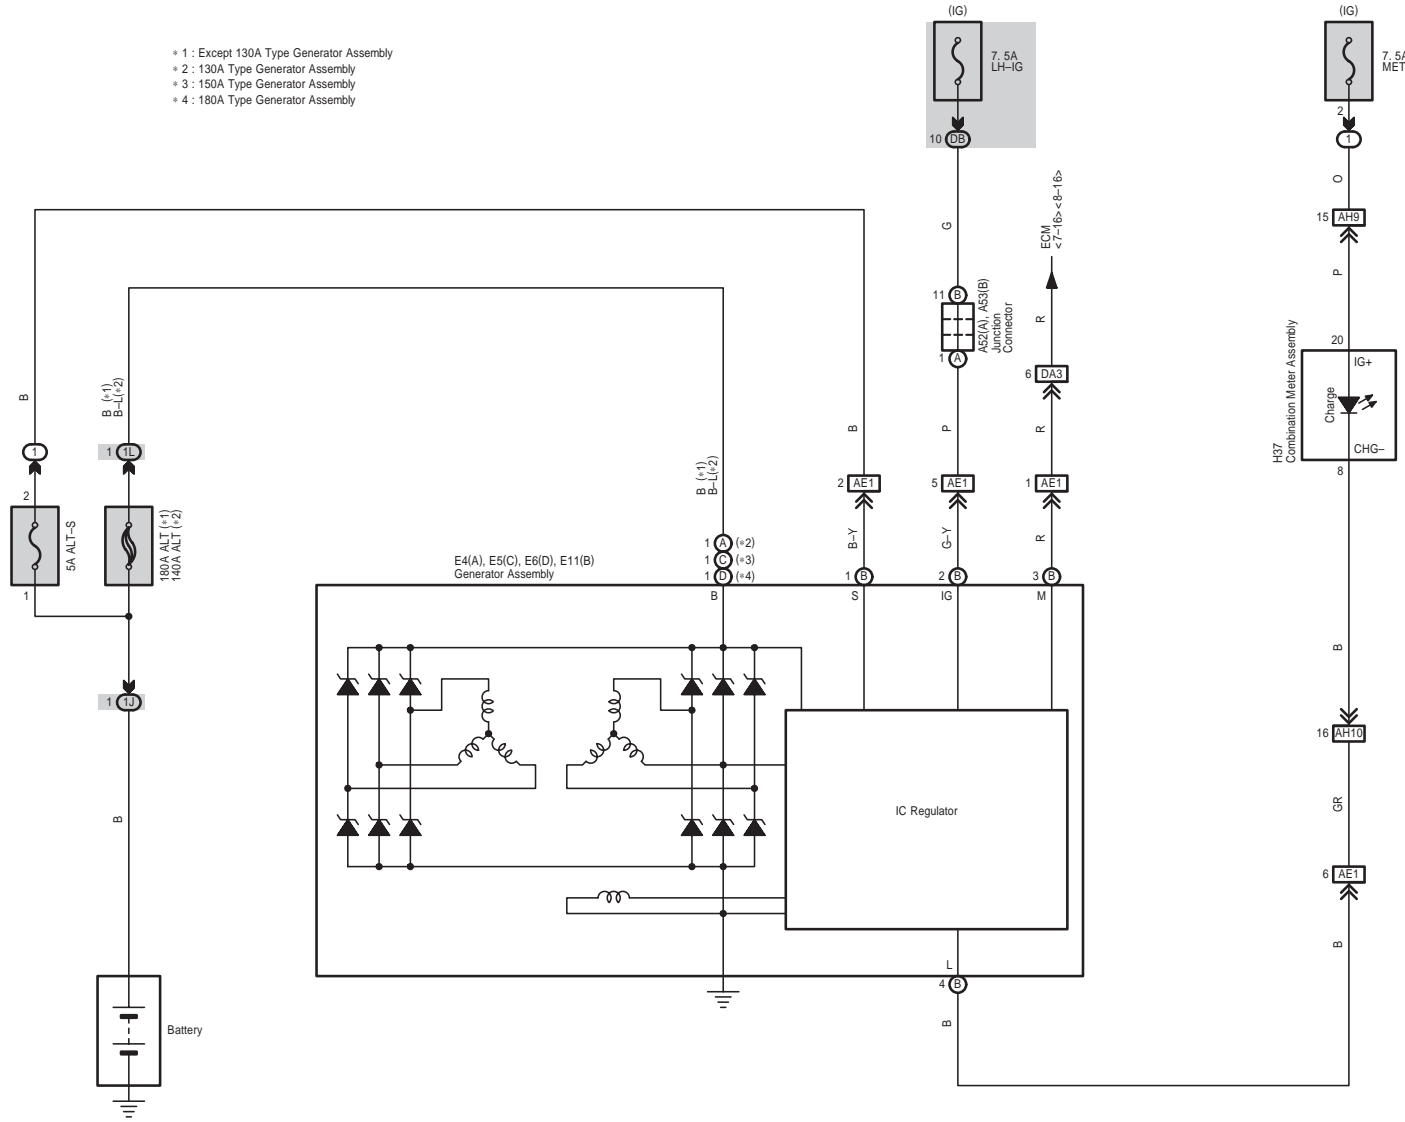 (IG)
(IG)
∗ 1 : Except 130A Type Generator Assembly
∗ 2 : 130A Type Generator Assembly
∗ 3 : 150A Type Generator Assembly
∗ 4 : 180A Type Generator Assembly
7. 5A
LH–IG
7. 5A
MET
2
10 DB
1
O
ECM
<7–16><8–16>
15 AH9
G
P
11 B
A52(A), A53(B)
Junction
Connector
1 A
R
20
IG+
H37
Combination Meter Assembly
Charge
CHG–
8
6 DA3
B
B (∗1)
B–L(∗2)
B
P
R
1
1 1L
B (∗1)
B–L(∗2)
2 AE1
5 AE1
1 AE1
2
5A ALT–S
180A ALT (∗1)
140A ALT (∗2)
1
B–Y
G–Y
R
1 A (∗2)
1 C (∗3)
1 D (∗4)
E4(A), E5(C), E6(D), E11(B)
Generator Assembly
1 B
2 B
3 B
B
S
IG
M
B
1 1J
16 AH10
B
IC Regulator
GR
6 AE1
B
L
4 B
B
Battery